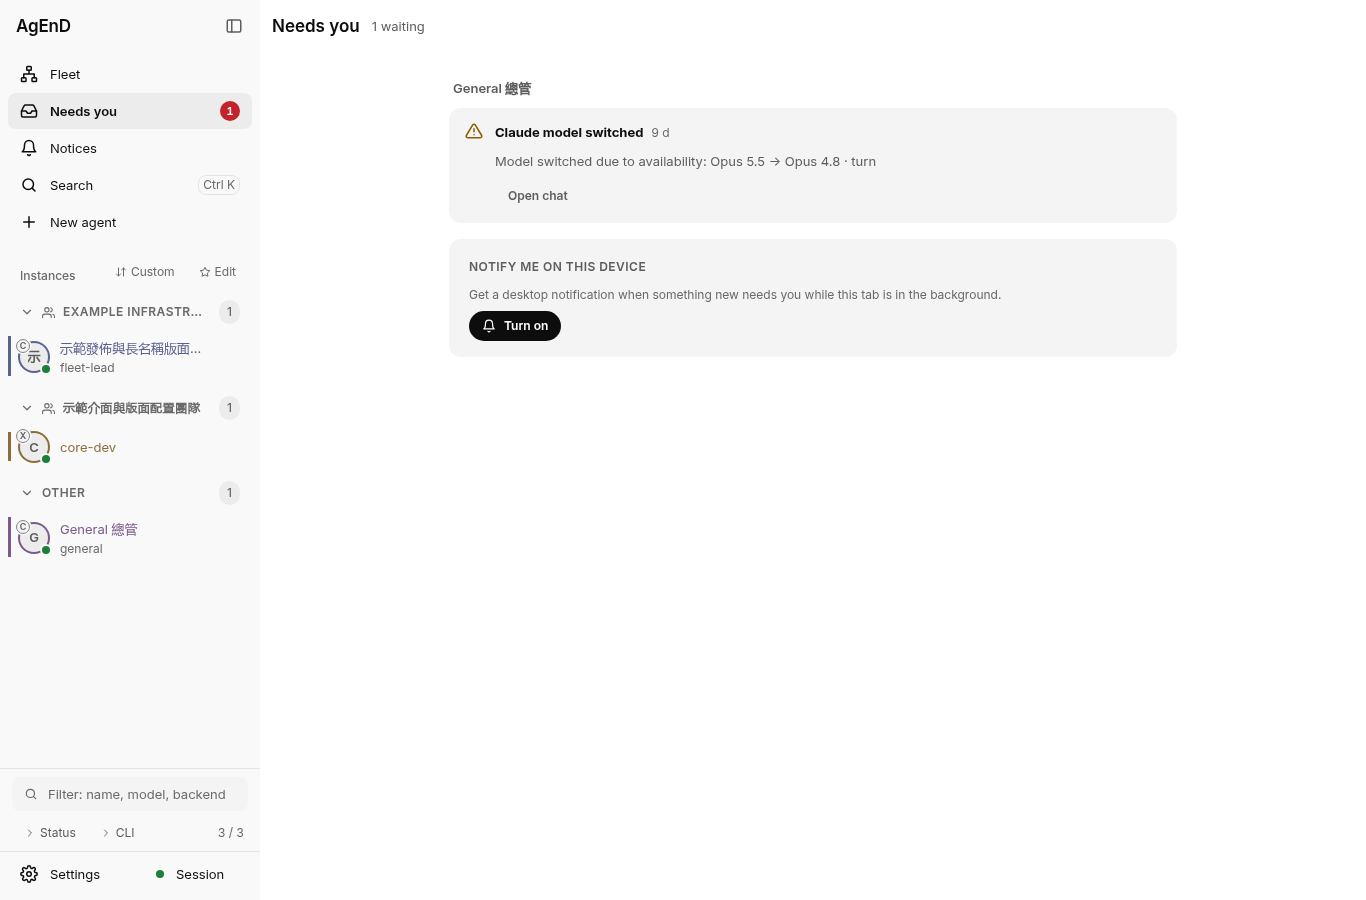 AgEnD
Fleet
Needs you 1
Notices
Search Ctrl K
New agent
Instances Custom Edit
EXAMPLE INFRASTR... 1
C 示 示範發佈與長名稱版面...
fleet-lead
示範介面與版面配置團隊 1
X C core-dev
OTHER 1
C G General 總管
general
Filter: name, model, backend
Status CLI 3 / 3
Settings Session
Needs you 1 waiting
General 總管
Claude model switched 9 d
Model switched due to availability: Opus 5.5 → Opus 4.8 · turn
Open chat
NOTIFY ME ON THIS DEVICE
Get a desktop notification when something new needs you while this tab is in the background.
Turn on